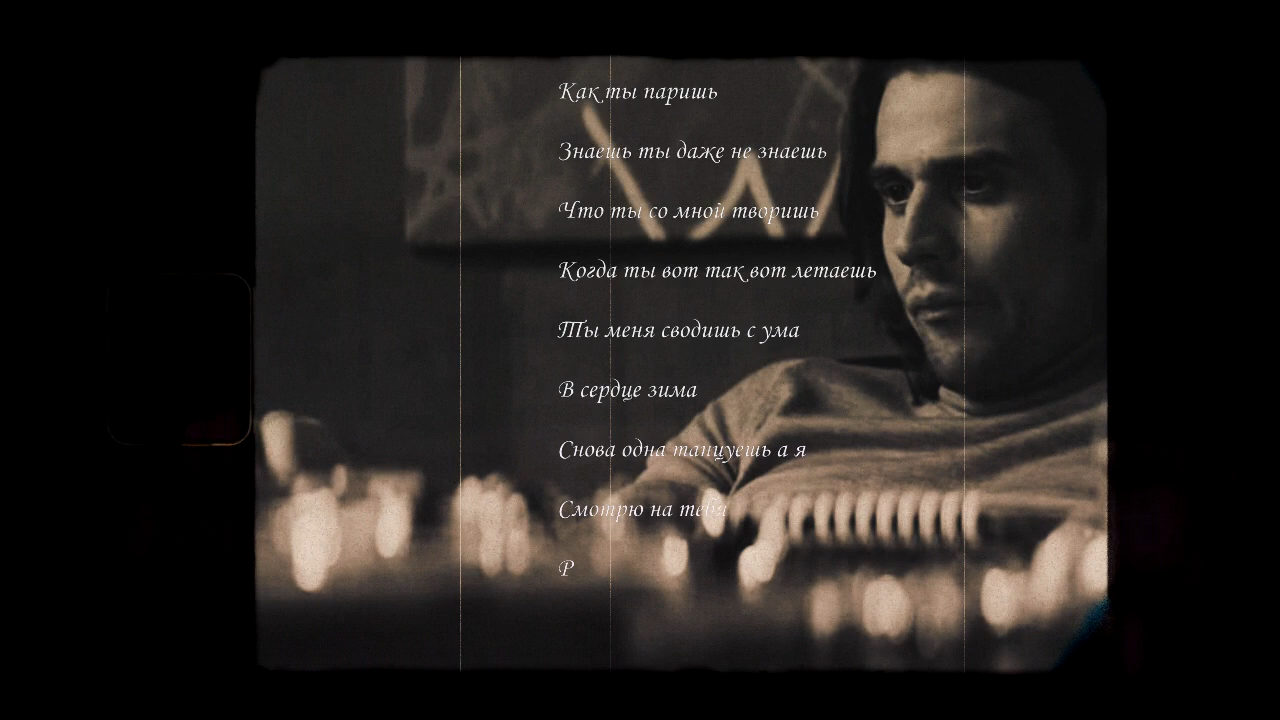 Как ты паришь
Знаешь ты даже не знаешь
Что ты со мной творишь
Когда ты вот так вот летаешь
Ты меня сводишь с ума
В сердце зима
Снова одна танцуешь а я
Смотрю на тебя
Р